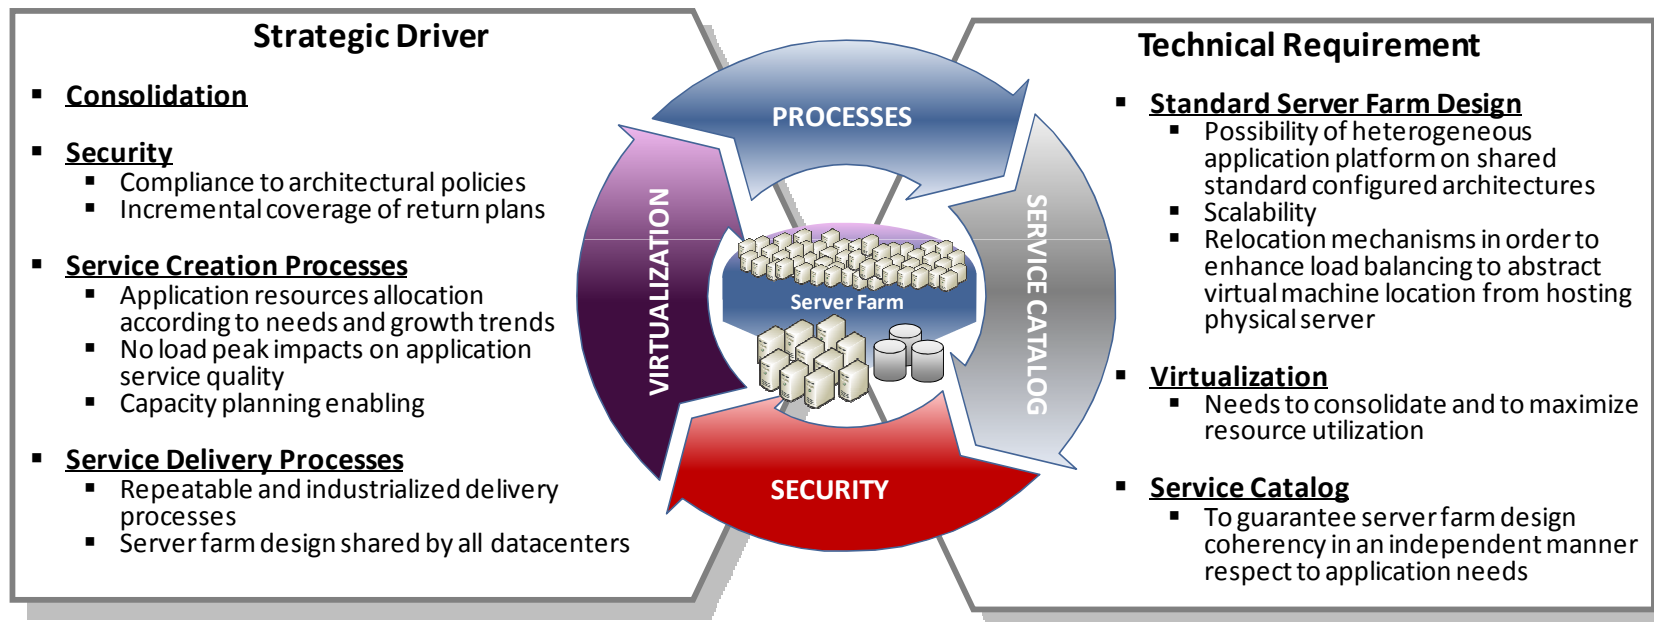 Strategic Driver
▪ Consolidation
▪ Security
▪ Compliance to architectural policies
▪ Incremental coverage of return plans
▪ Service Creation Processes
▪ Application resources allocation
according to needs and growth trends
▪ No load peak impacts on application
service quality
▪ Capacity planning enabling
▪ Service Delivery Processes
▪ Repeatable and industrialized delivery
processes
▪ Server farm design shared by all datacenters
PROCESSES
VIRTUALIZATION
SERVICE CATALOG
Server Farm
SECURITY
Technical Requirement
▪ Standard Server Farm Design
▪ Possibility of heterogeneous
application platform on shared
standard configured architectures
▪ Scalability
▪ Relocation mechanisms in order to
enhance load balancing to abstract
virtual machine location from hosting
physical server
▪ Virtualization
▪ Needs to consolidate and to maximize
resource utilization
▪ Service Catalog
▪ To guarantee server farm design
coherency in an independent manner
respect to application needs